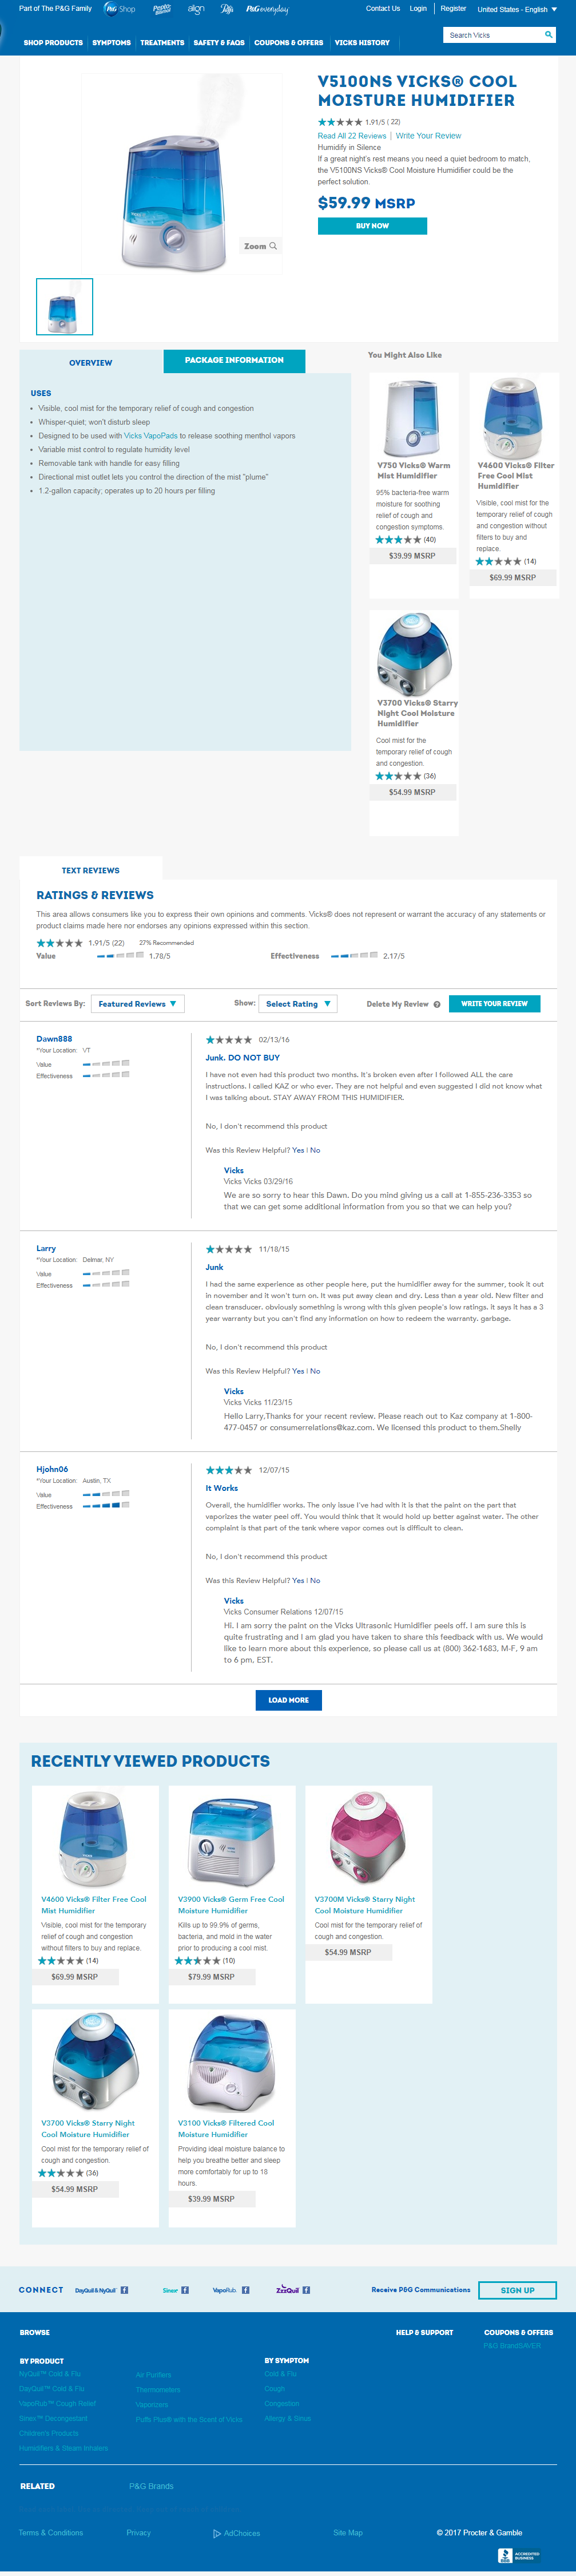 Part of The P&G Family
P&G Shop
Pepto Bismol
align
Puffs
P&G everyday
Contact Us
Login
Register
United States - English
SHOP PRODUCTS
SYMPTOMS
TREATMENTS
SAFETY & FAQS
COUPONS & OFFERS
VICKS HISTORY
Search Vicks
Zoom
V5100NS VICKS® COOL
MOISTURE HUMIDIFIER
1.91/5 ( 22)
Read All 22 Reviews | Write Your Review
Humidify in Silence
If a great night's rest means you need a quiet bedroom to match,
the V5100NS Vicks® Cool Moisture Humidifier could be the
perfect solution.
$59.99 MSRP
BUY NOW
OVERVIEW
PACKAGE INFORMATION
USES
• Visible, cool mist for the temporary relief of cough and congestion
• Whisper-quiet; won't disturb sleep
• Designed to be used with Vicks VapoPads to release soothing menthol vapors
• Variable mist control to regulate humidity level
• Removable tank with handle for easy filling
• Directional mist outlet lets you control the direction of the mist "plume"
• 1.2-gallon capacity; operates up to 20 hours per filling
You Might Also Like
V750 Vicks® Warm
Mist Humidifier
95% bacteria-free warm
moisture for soothing
relief of cough and
congestion symptoms.
(40)
$39.99 MSRP
V4600 Vicks® Filter
Free Cool Mist
Humidifier
Visible, cool mist for the
temporary relief of cough
and congestion without
filters to buy and
replace.
(14)
$69.99 MSRP
V3700 Vicks® Starry
Night Cool Moisture
Humidifier
Cool mist for the
temporary relief of cough
and congestion.
(36)
$54.99 MSRP
TEXT REVIEWS
RATINGS & REVIEWS
This area allows consumers like you to express their own opinions and comments. Vicks® does not represent or warrant the accuracy of any statements or
product claims made here nor endorses any opinions expressed within this section.
1.91/5 (22)
27% Recommended
Value
1.78/5
Effectiveness
2.17/5
Sort Reviews By:
Featured Reviews
Show:
Select Rating
Delete My Review
WRITE YOUR REVIEW
Dawn888
*Your Location: VT
Value
Effectiveness
02/13/16
Junk. DO NOT BUY
I have not even had this product two months. It's broken even after I followed ALL the care
instructions. I called KAZ or who ever. They are not helpful and even suggested I did not know what
I was talking about. STAY AWAY FROM THIS HUMIDIFIER.
No, I don't recommend this product
Was this Review Helpful? Yes | No
Vicks
Vicks Vicks 03/29/16
We are so sorry to hear this Dawn. Do you mind giving us a call at 1-855-236-3353 so
that we can get some additional information from you so that we can help you?
Larry
*Your Location: Delmar, NY
Value
Effectiveness
11/18/15
Junk
I had the same experience as other people here, put the humidifier away for the summer, took it out
in november and it won't turn on. It was put away clean and dry. Less than a year old. New filter and
clean transducer. obviously something is wrong with this given people's low ratings. it says it has a 3
year warranty but you can't find any information on how to redeem the warranty. garbage.
No, I don't recommend this product
Was this Review Helpful? Yes | No
Vicks
Vicks Vicks 11/23/15
Hello Larry,Thanks for your recent review. Please reach out to Kaz company at 1-800-
477-0457 or consumerrelations@kaz.com. We licensed this product to them.Shelly
Hjohn06
*Your Location: Austin, TX
Value
Effectiveness
12/07/15
It Works
Overall, the humidifier works. The only issue I've had with it is that the paint on the part that
vaporizes the water peel off. You would think that it would hold up better against water. The other
complaint is that part of the tank where vapor comes out is difficult to clean.
No, I don't recommend this product
Was this Review Helpful? Yes | No
Vicks
Vicks Consumer Relations 12/07/15
Hi. I am sorry the paint on the Vicks Ultrasonic Humidifier peels off. I am sure this is
quite frustrating and I am glad you have taken to share this feedback with us. We would
like to learn more about this experience, so please call us at (800) 362-1683, M-F, 9 am
to 6 pm, EST.
LOAD MORE
RECENTLY VIEWED PRODUCTS
V4600 Vicks® Filter Free Cool
Mist Humidifier
Visible, cool mist for the temporary
relief of cough and congestion
without filters to buy and replace.
(14)
$69.99 MSRP
V3900 Vicks® Germ Free Cool
Moisture Humidifier
Kills up to 99.9% of germs,
bacteria, and mold in the water
prior to producing a cool mist.
(10)
$79.99 MSRP
V3700M Vicks® Starry Night
Cool Moisture Humidifier
Cool mist for the temporary relief of
cough and congestion.
$54.99 MSRP
V3700 Vicks® Starry Night
Cool Moisture Humidifier
Cool mist for the temporary relief of
cough and congestion.
(36)
$54.99 MSRP
V3100 Vicks® Filtered Cool
Moisture Humidifier
Providing ideal moisture balance to
help you breathe better and sleep
more comfortably for up to 18
hours.
$39.99 MSRP
CONNECT
DayQuil & NyQuil
Sinex
VapoRub
ZzzQuil
Receive P&G Communications
SIGN UP
BROWSE
HELP & SUPPORT
COUPONS & OFFERS
P&G BrandSAVER
BY PRODUCT
NyQuil™ Cold & Flu
DayQuil™ Cold & Flu
VapoRub™ Cough Relief
Sinex™ Decongestant
Children's Products
Humidifiers & Steam Inhalers
Air Purifiers
Thermometers
Vaporizers
Puffs Plus® with the Scent of Vicks
BY SYMPTOM
Cold & Flu
Cough
Congestion
Allergy & Sinus
RELATED
P&G Brands
Terms & Conditions
Privacy
AdChoices
Site Map
© 2017 Procter & Gamble
BBB
ACCREDITED
BUSINESS